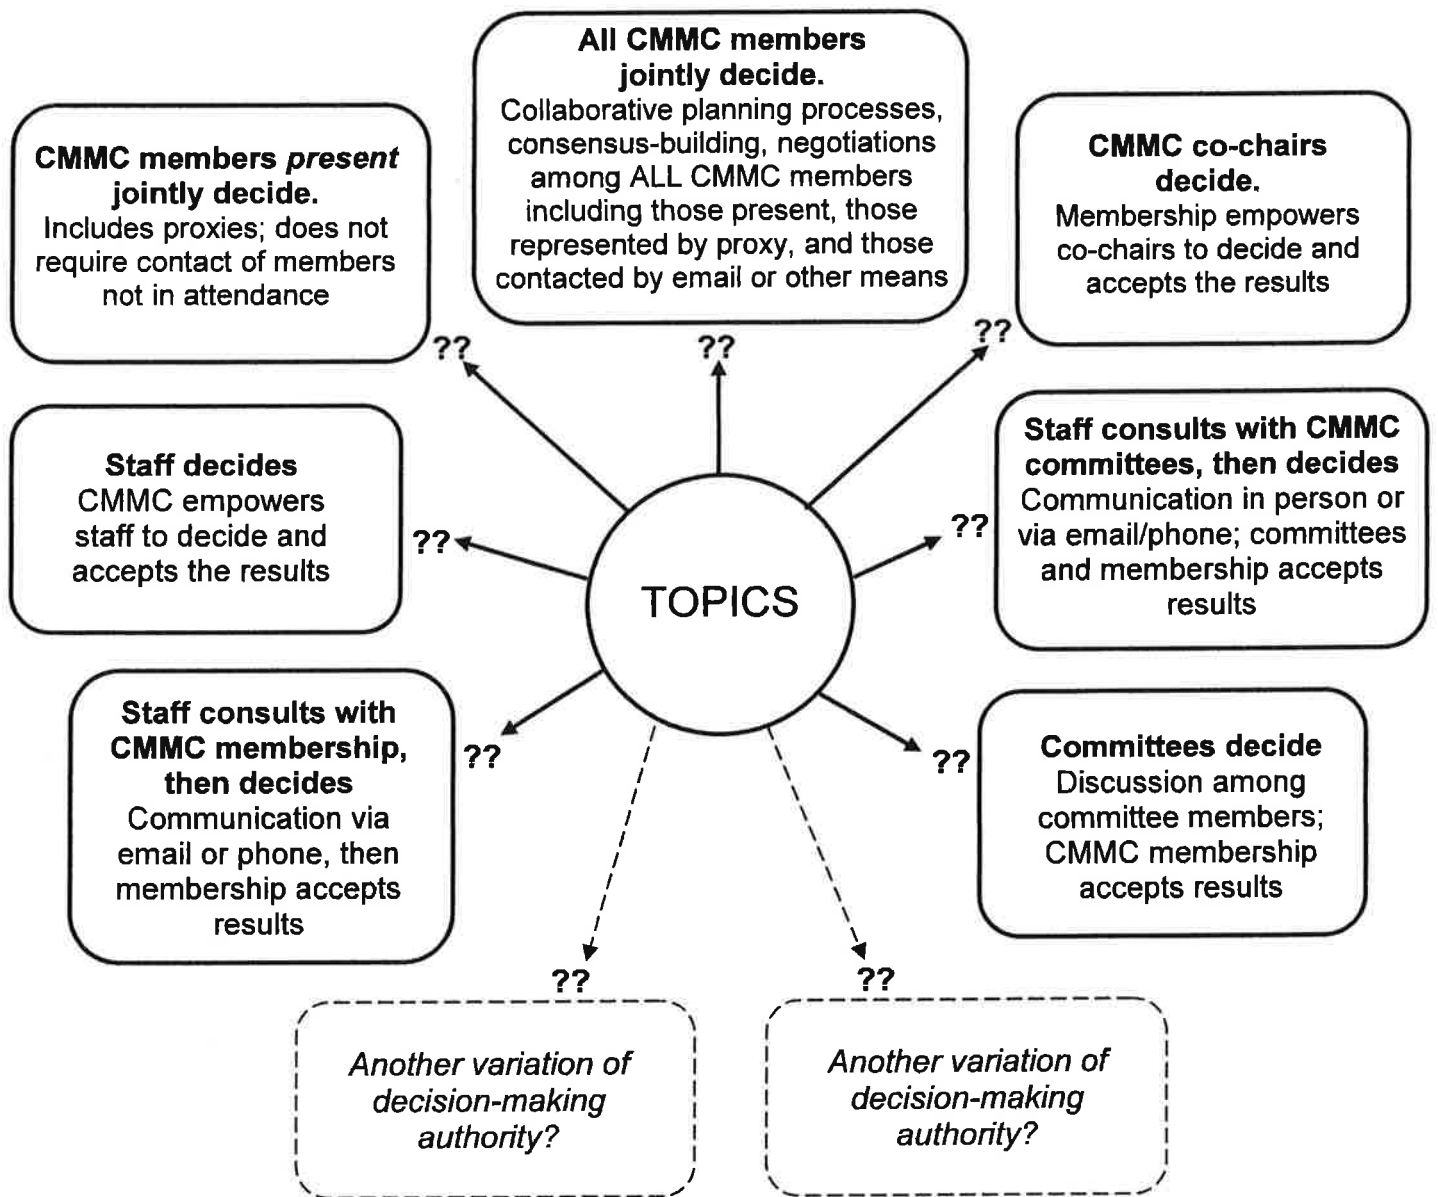 All CMMC members
jointly decide.
Collaborative planning processes,
consensus-building, negotiations
among ALL CMMC members
including those present, those
represented by proxy, and those
contacted by email or other means
CMMC members present
jointly decide.
Includes proxies; does not
require contact of members
not in attendance
CMMC co-chairs
decide.
Membership empowers
co-chairs to decide and
accepts the results
??
??
??
Staff decides
CMMC empowers
staff to decide and
accepts the results
??
TOPICS
??
Staff consults with CMMC
committees, then decides
Communication in person or
via email/phone; committees
and membership accepts
results
Staff consults with
CMMC membership,
then decides
Communication via
email or phone, then
membership accepts
results
??
??
Committees decide
Discussion among
committee members;
CMMC membership
accepts results
??
??
Another variation of
decision-making
authority?
Another variation of
decision-making
authority?